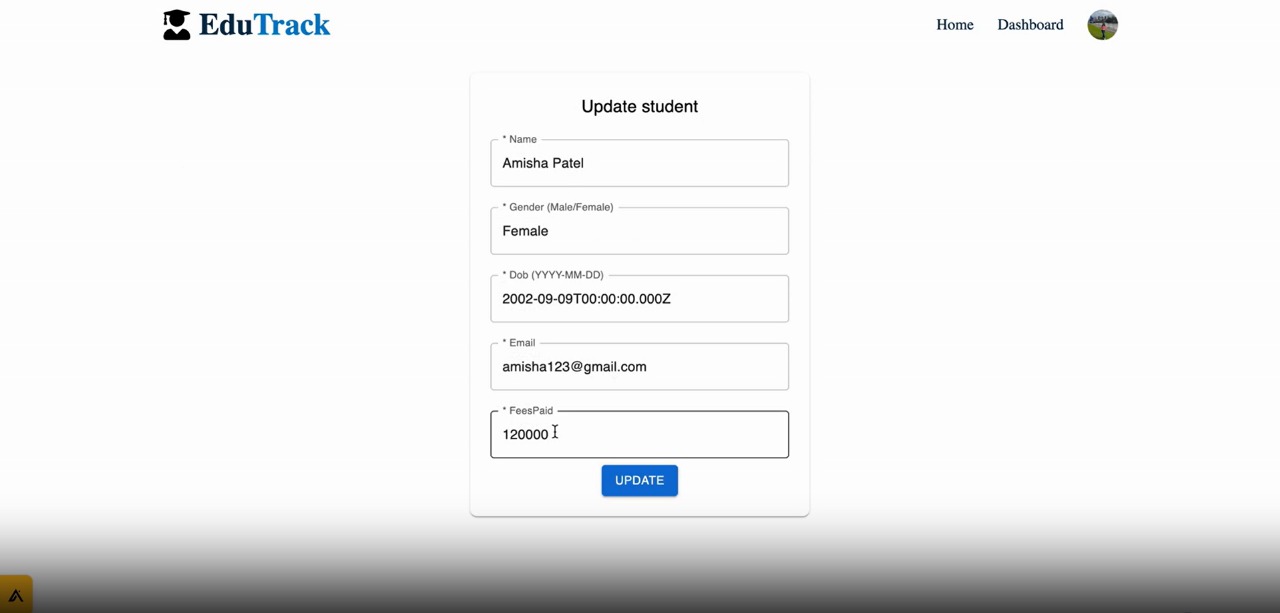 EduTrack
Home Dashboard
Update student
* Name
Amisha Patel
* Gender (Male/Female)
Female
* Dob (YYYY-MM-DD)
2002-09-09T00:00:00.000Z
* Email
amisha123@gmail.com
* FeesPaid
120000
UPDATE